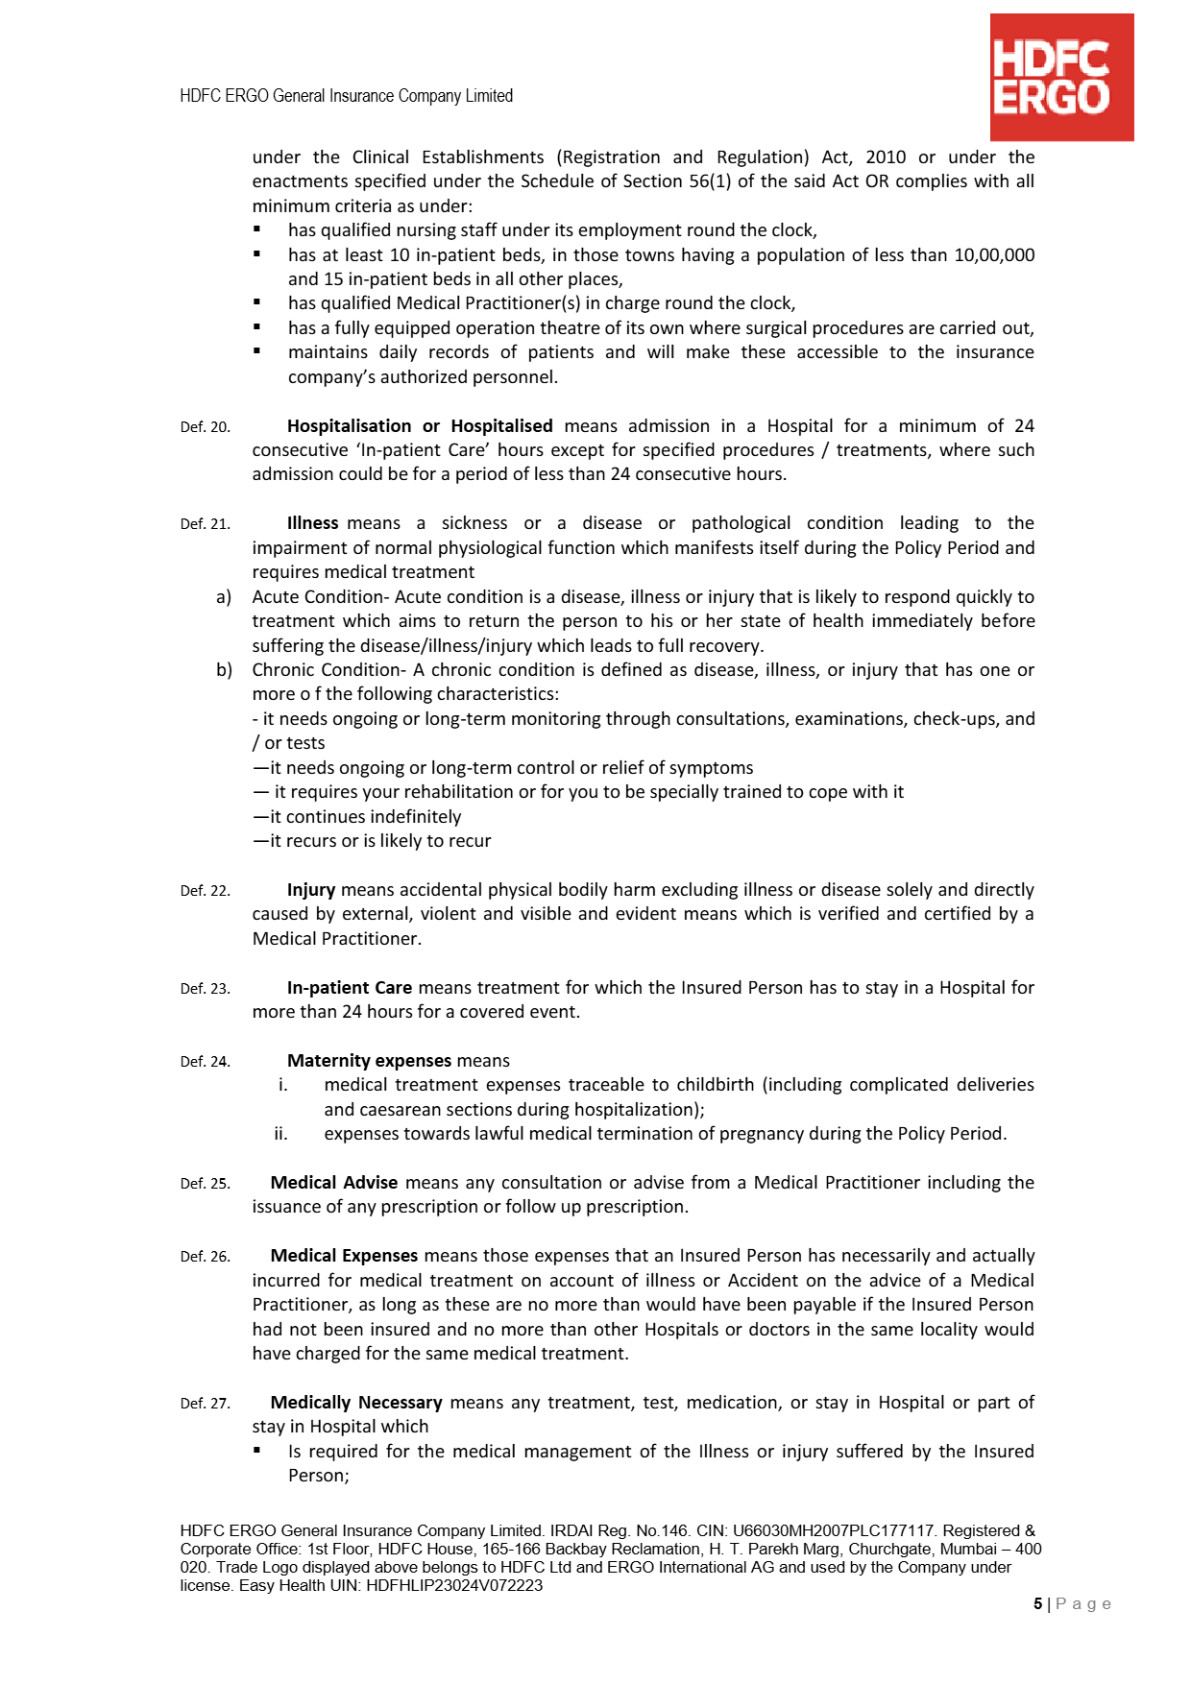 HDFC
ERGO
HDFC ERGO General Insurance Company Limited
under the Clinical Establishments (Registration and Regulation) Act, 2010 or under the
enactments specified under the Schedule of Section 56(1) of the said Act OR complies with all
minimum criteria as under:
▪ has qualified nursing staff under its employment round the clock,
▪ has at least 10 in-patient beds, in those towns having a population of less than 10,00,000
and 15 in-patient beds in all other places,
▪ has qualified Medical Practitioner(s) in charge round the clock,
▪ has a fully equipped operation theatre of its own where surgical procedures are carried out,
▪ maintains daily records of patients and will make these accessible to the insurance
company’s authorized personnel.
Def. 20. Hospitalisation or Hospitalised means admission in a Hospital for a minimum of 24
consecutive ‘In-patient Care’ hours except for specified procedures / treatments, where such
admission could be for a period of less than 24 consecutive hours.
Def. 21. Illness means a sickness or a disease or pathological condition leading to the
impairment of normal physiological function which manifests itself during the Policy Period and
requires medical treatment
a) Acute Condition- Acute condition is a disease, illness or injury that is likely to respond quickly to
treatment which aims to return the person to his or her state of health immediately before
suffering the disease/illness/injury which leads to full recovery.
b) Chronic Condition- A chronic condition is defined as disease, illness, or injury that has one or
more o f the following characteristics:
- it needs ongoing or long-term monitoring through consultations, examinations, check-ups, and
/ or tests
—it needs ongoing or long-term control or relief of symptoms
— it requires your rehabilitation or for you to be specially trained to cope with it
—it continues indefinitely
—it recurs or is likely to recur
Def. 22. Injury means accidental physical bodily harm excluding illness or disease solely and directly
caused by external, violent and visible and evident means which is verified and certified by a
Medical Practitioner.
Def. 23. In-patient Care means treatment for which the Insured Person has to stay in a Hospital for
more than 24 hours for a covered event.
Def. 24. Maternity expenses means
i. medical treatment expenses traceable to childbirth (including complicated deliveries
and caesarean sections during hospitalization);
ii. expenses towards lawful medical termination of pregnancy during the Policy Period.
Def. 25. Medical Advise means any consultation or advise from a Medical Practitioner including the
issuance of any prescription or follow up prescription.
Def. 26. Medical Expenses means those expenses that an Insured Person has necessarily and actually
incurred for medical treatment on account of illness or Accident on the advice of a Medical
Practitioner, as long as these are no more than would have been payable if the Insured Person
had not been insured and no more than other Hospitals or doctors in the same locality would
have charged for the same medical treatment.
Def. 27. Medically Necessary means any treatment, test, medication, or stay in Hospital or part of
stay in Hospital which
▪ Is required for the medical management of the Illness or injury suffered by the Insured
Person;
HDFC ERGO General Insurance Company Limited. IRDAI Reg. No.146. CIN: U66030MH2007PLC177117. Registered &
Corporate Office: 1st Floor, HDFC House, 165-166 Backbay Reclamation, H. T. Parekh Marg, Churchgate, Mumbai – 400
020. Trade Logo displayed above belongs to HDFC Ltd and ERGO International AG and used by the Company under
license. Easy Health UIN: HDFHLIP23024V072223
5 | P a g e